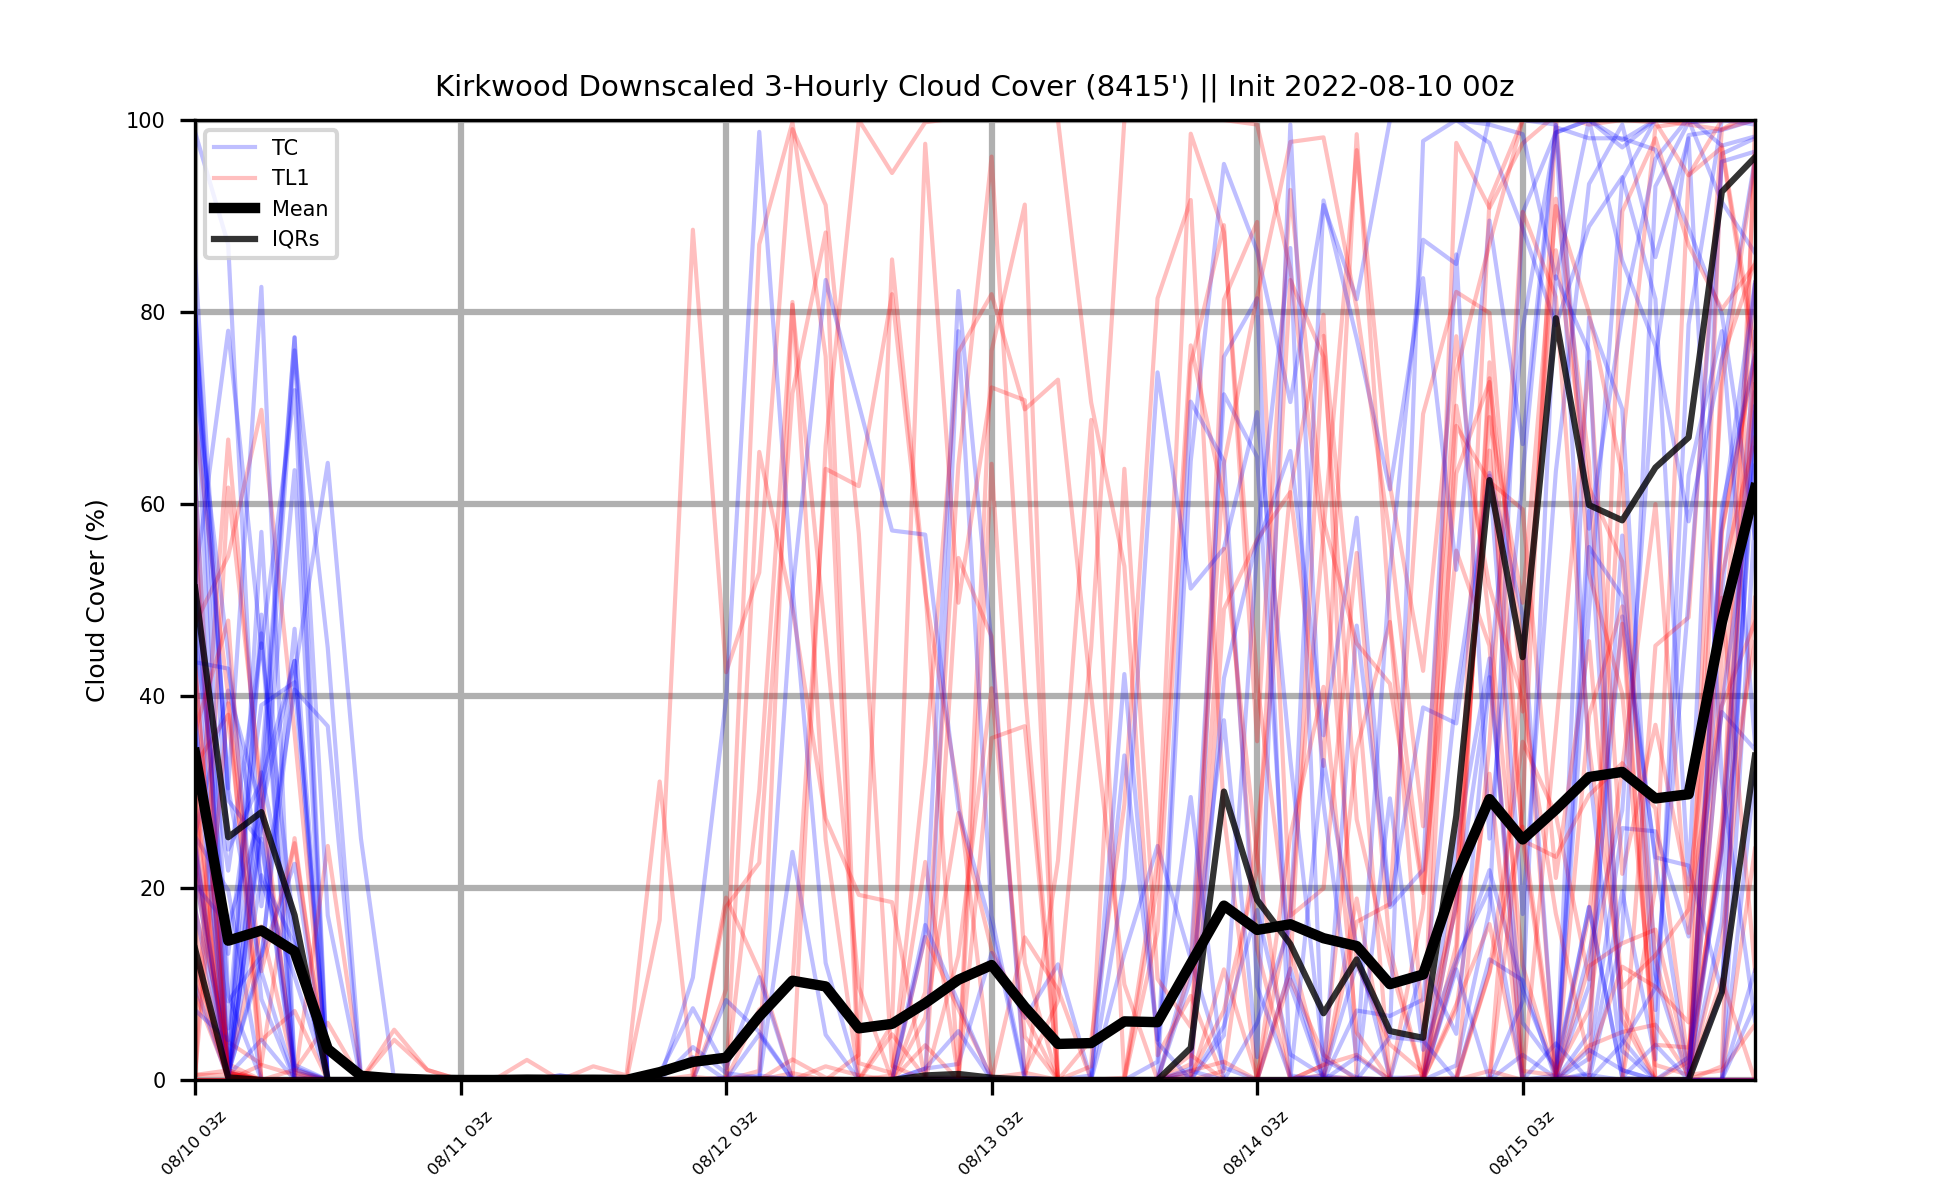 Kirkwood Downscaled 3-Hourly Cloud Cover (8415') || Init 2022-08-10 00z
100
80
60
40
20
0
Cloud Cover (%)
TC
TL1
Mean
IQRs
08/10 03z
08/11 03z
08/12 03z
08/13 03z
08/14 03z
08/15 03z